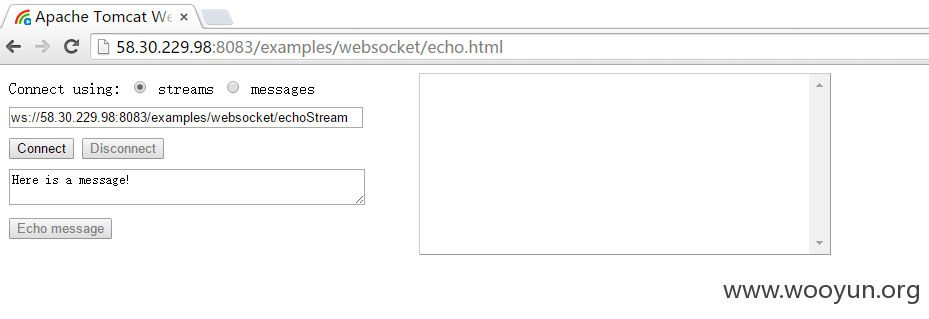 Apache Tomcat We
58.30.229.98:8083/examples/websocket/echo.html
Connect using: streams messages
ws://58.30.229.98:8083/examples/websocket/echoStream
Connect Disconnect
Here is a message!
Echo message
www.wooyun.org